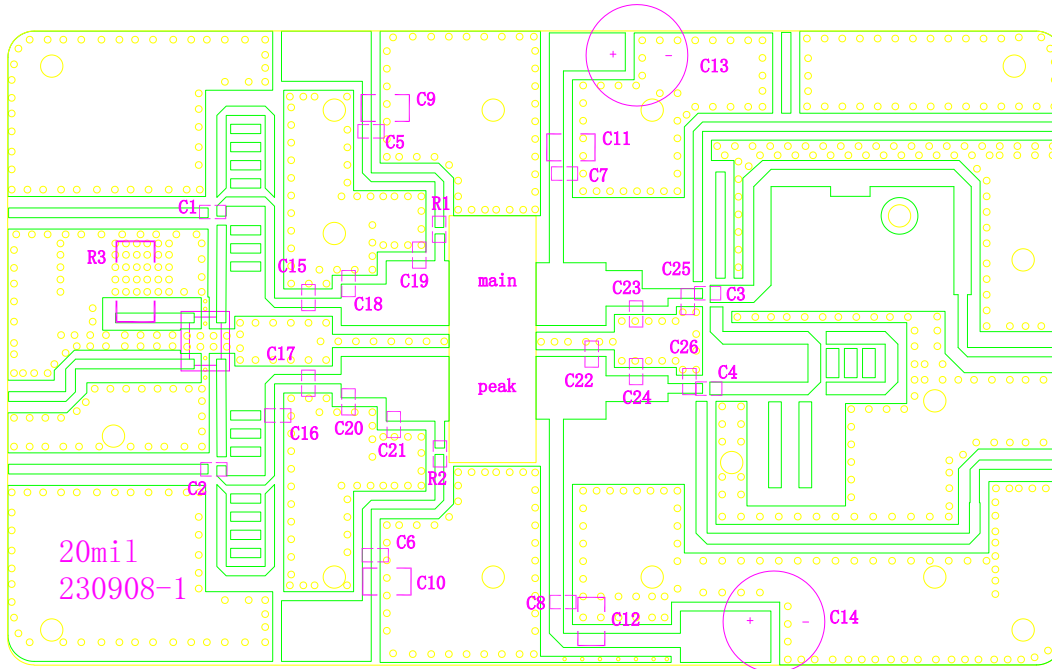 C13
C9
C5
C11
C7
C1
R1
R3
C15
C19
C18
main
C25
C3
C23
C17
C26
C22
peak
C24
C4
C16
C20
C21
C2
R2
20mil
230908-1
C6
C10
C8
C12
C14
+ -
+ -